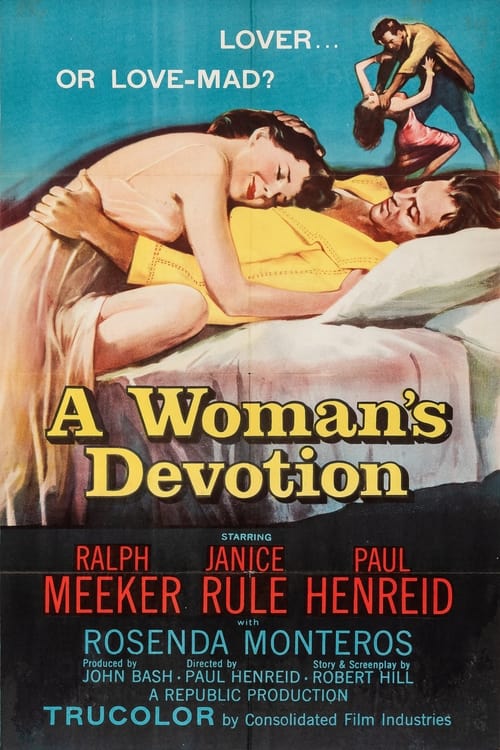 LOVER...
OR LOVE-MAD?
A Woman's
Devotion
STARRING
RALPH MEEKER
JANICE RULE
PAUL HENREID
with
ROSENDA MONTEROS
Produced by JOHN BASH · Directed by PAUL HENREID · Story & Screenplay by ROBERT HILL
A REPUBLIC PRODUCTION
TRUCOLOR by Consolidated Film Industries